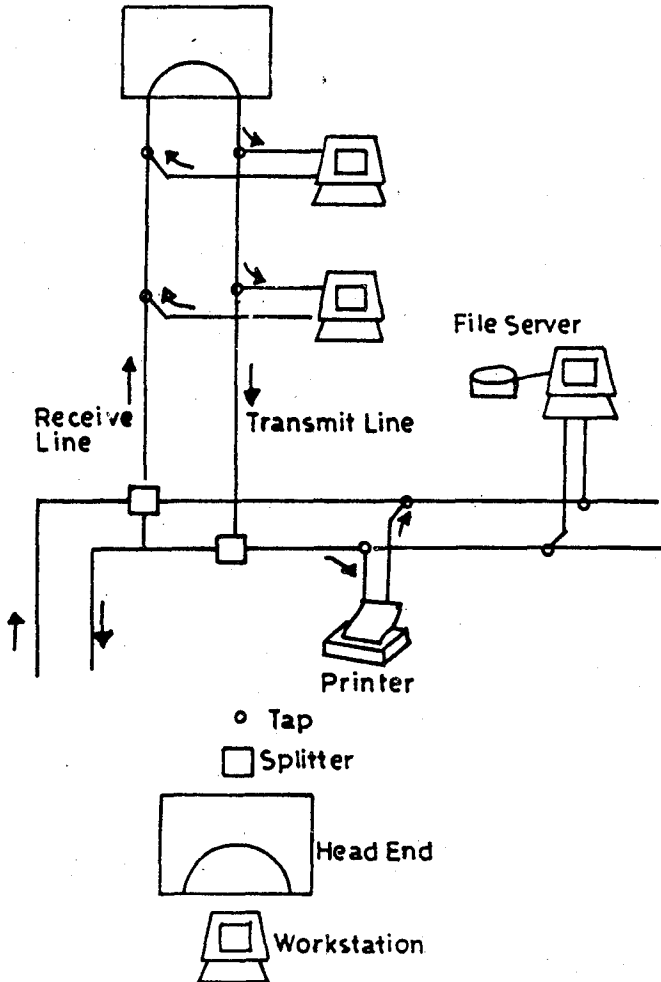 File Server
Receive
Line
Transmit Line
Printer
Tap
Splitter
Head End
Workstation